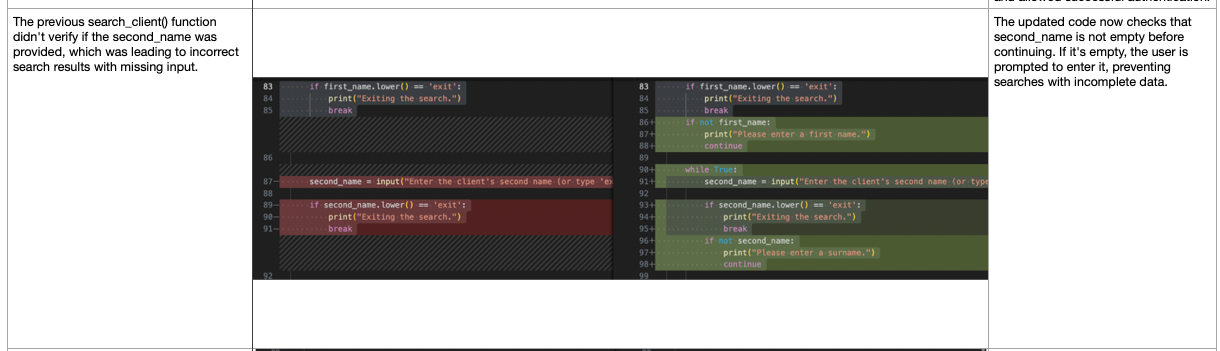 and allowed successful authentication.
The previous search_client() function
didn't verify if the second_name was
provided, which was leading to incorrect
search results with missing input.
83 if first_name.lower() == 'exit':
84 print("Exiting the search.")
85 break
86
87— second_name = input("Enter the client's second name (or type 'ex
88
89— if second_name.lower() == 'exit':
90— print("Exiting the search.")
91— break
92
83 if first_name.lower() == 'exit':
84 print("Exiting the search.")
85 break
86+ if not first_name:
87+ print("Please enter a first name.")
88+ continue
89
90+ while True:
91+ second_name = input("Enter the client's second name (or type
92
93+ if second_name.lower() == 'exit':
94+ print("Exiting the search.")
95+ break
96+ if not second_name:
97+ print("Please enter a surname.")
98+ continue
99
The updated code now checks that
second_name is not empty before
continuing. If it's empty, the user is
prompted to enter it, preventing
searches with incomplete data.